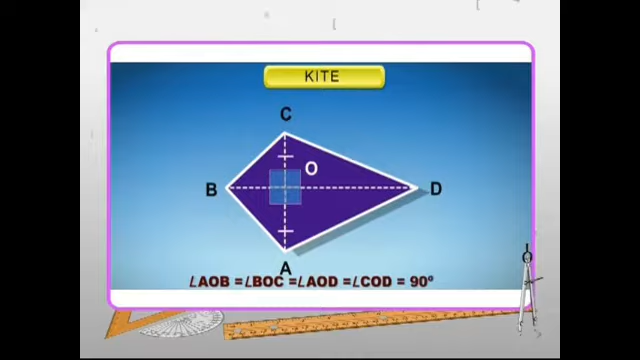 KITE
C
O
B
D
A
∠AOB = ∠BOC = ∠AOD = ∠COD = 90°